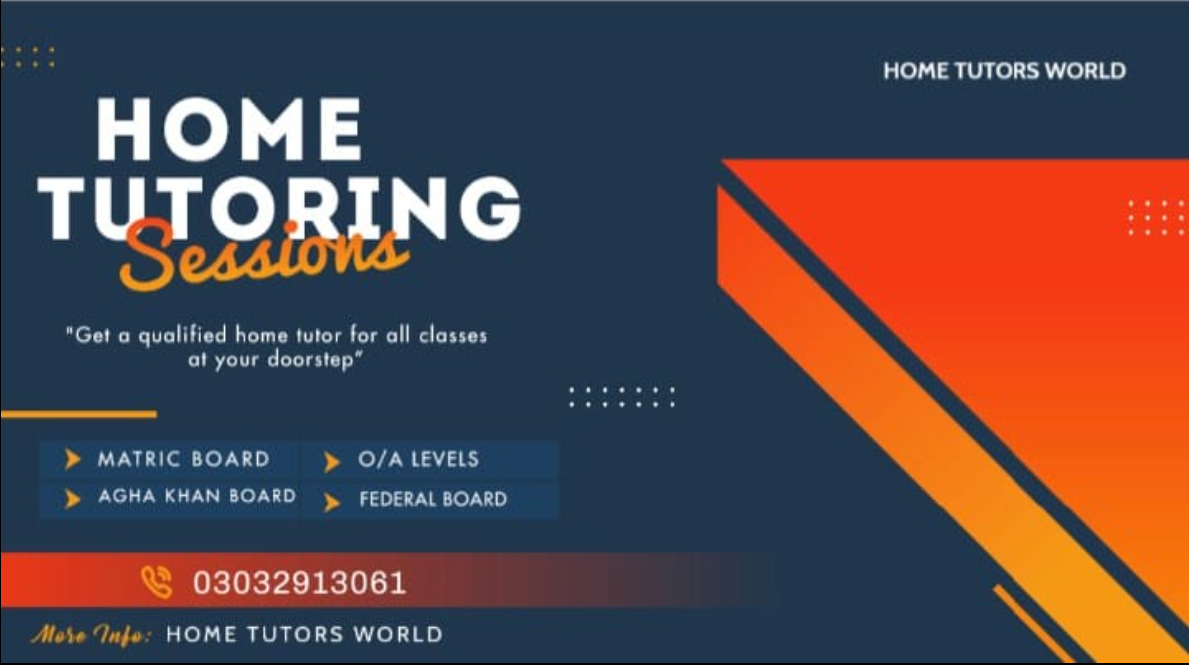 HOME TUTORS WORLD
HOME
TUTORING
Sessions
"Get a qualified home tutor for all classes
at your doorstep”
MATRIC BOARD
O/A LEVELS
AGHA KHAN BOARD
FEDERAL BOARD
03032913061
More Info: HOME TUTORS WORLD